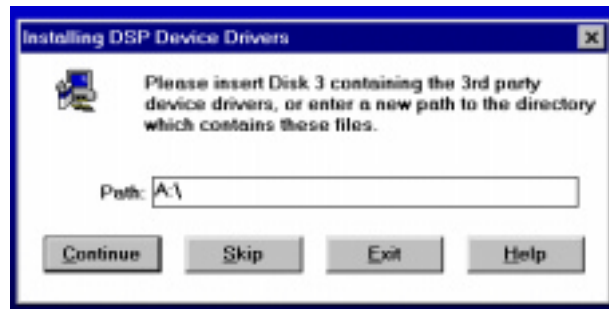 Installing DSP Device Drivers
Please insert Disk 3 containing the 3rd party
device drivers, or enter a new path to the directory
which contains these files.
Path: A:\
Continue Skip Exit Help